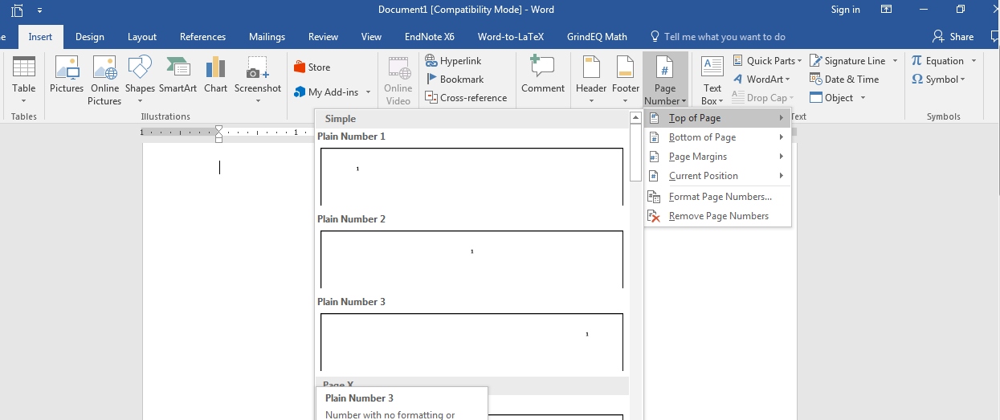 Document1 [Compatibility Mode] - Word
Sign in
Insert Design Layout References Mailings Review View EndNote X6 Word-to-LaTeX GrindEQ Math Tell me what you want to do Share
Table
Tables
Pictures
Online
Pictures
Shapes
SmartArt
Chart
Screenshot
Illustrations
Store
My Add-ins
Online
Video
Hyperlink
Bookmark
Cross-reference
Comment
Header
Footer
Page
Number
Text
Box
Quick Parts
WordArt
Drop Cap
Signature Line
Date & Time
Object
Text
π Equation
Ω Symbol
Symbols
Top of Page
Bottom of Page
Page Margins
Current Position
Format Page Numbers...
Remove Page Numbers
1 1
Simple
Plain Number 1
1
Plain Number 2
1
Plain Number 3
1
Page X
Plain Number 3
Number with no formatting or